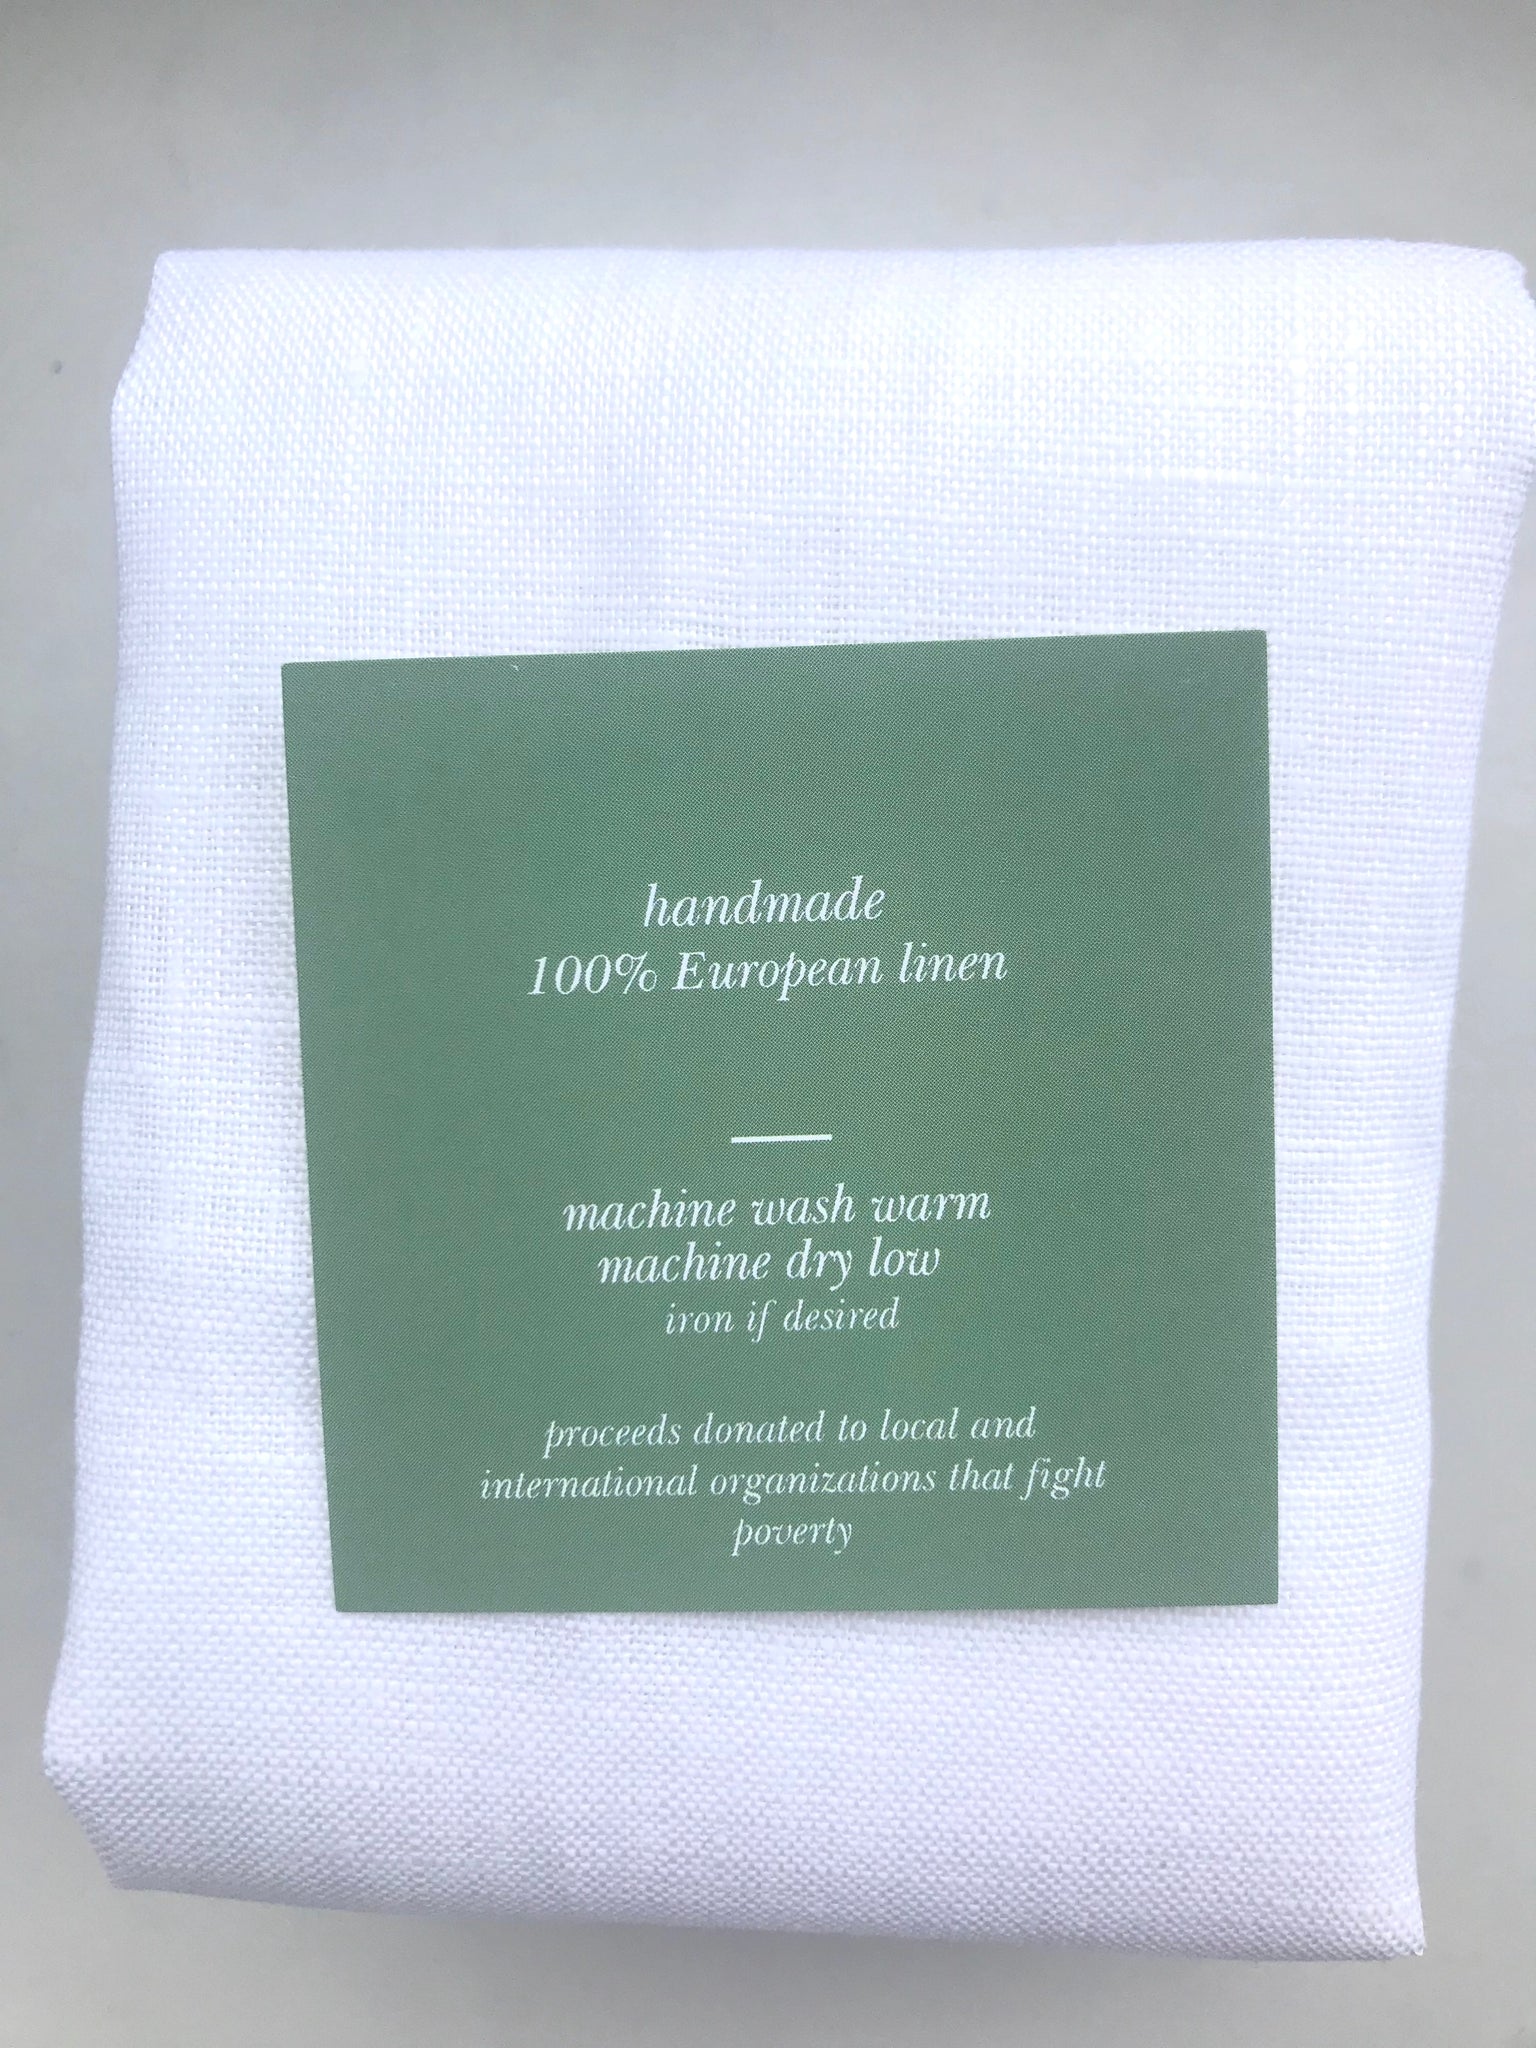 handmade
100% European linen
machine wash warm
machine dry low
iron if desired
proceeds donated to local and
international organizations that fight
poverty